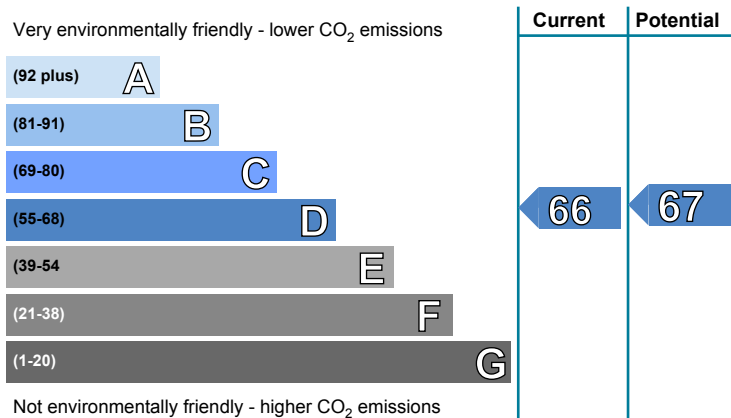 Current Potential
Very environmentally friendly - lower CO₂ emissions
(92 plus) A
(81-91) B
(69-80) C
(55-68) D 66 67
(39-54 E
(21-38) F
(1-20) G
Not environmentally friendly - higher CO₂ emissions